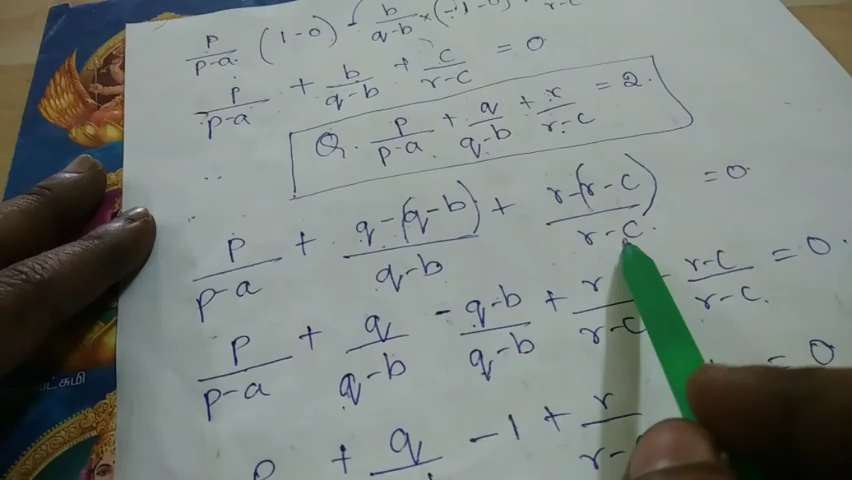 p/(p-a) (1-0) - b/(q-b) × (-1-0)
p/(p-a) + b/(q-b) + c/(r-c) = 0
∴ Q. p/(p-a) + q/(q-b) + r/(r-c) = 2.
p/(p-a) + (q-(q-b))/(q-b) + (r-(r-c))/(r-c) = 0
p/(p-a) + q/(q-b) - (q-b)/(q-b) + r/(r-c) - (r-c)/(r-c) = 0.
p + q - 1 + r/(r- = 0